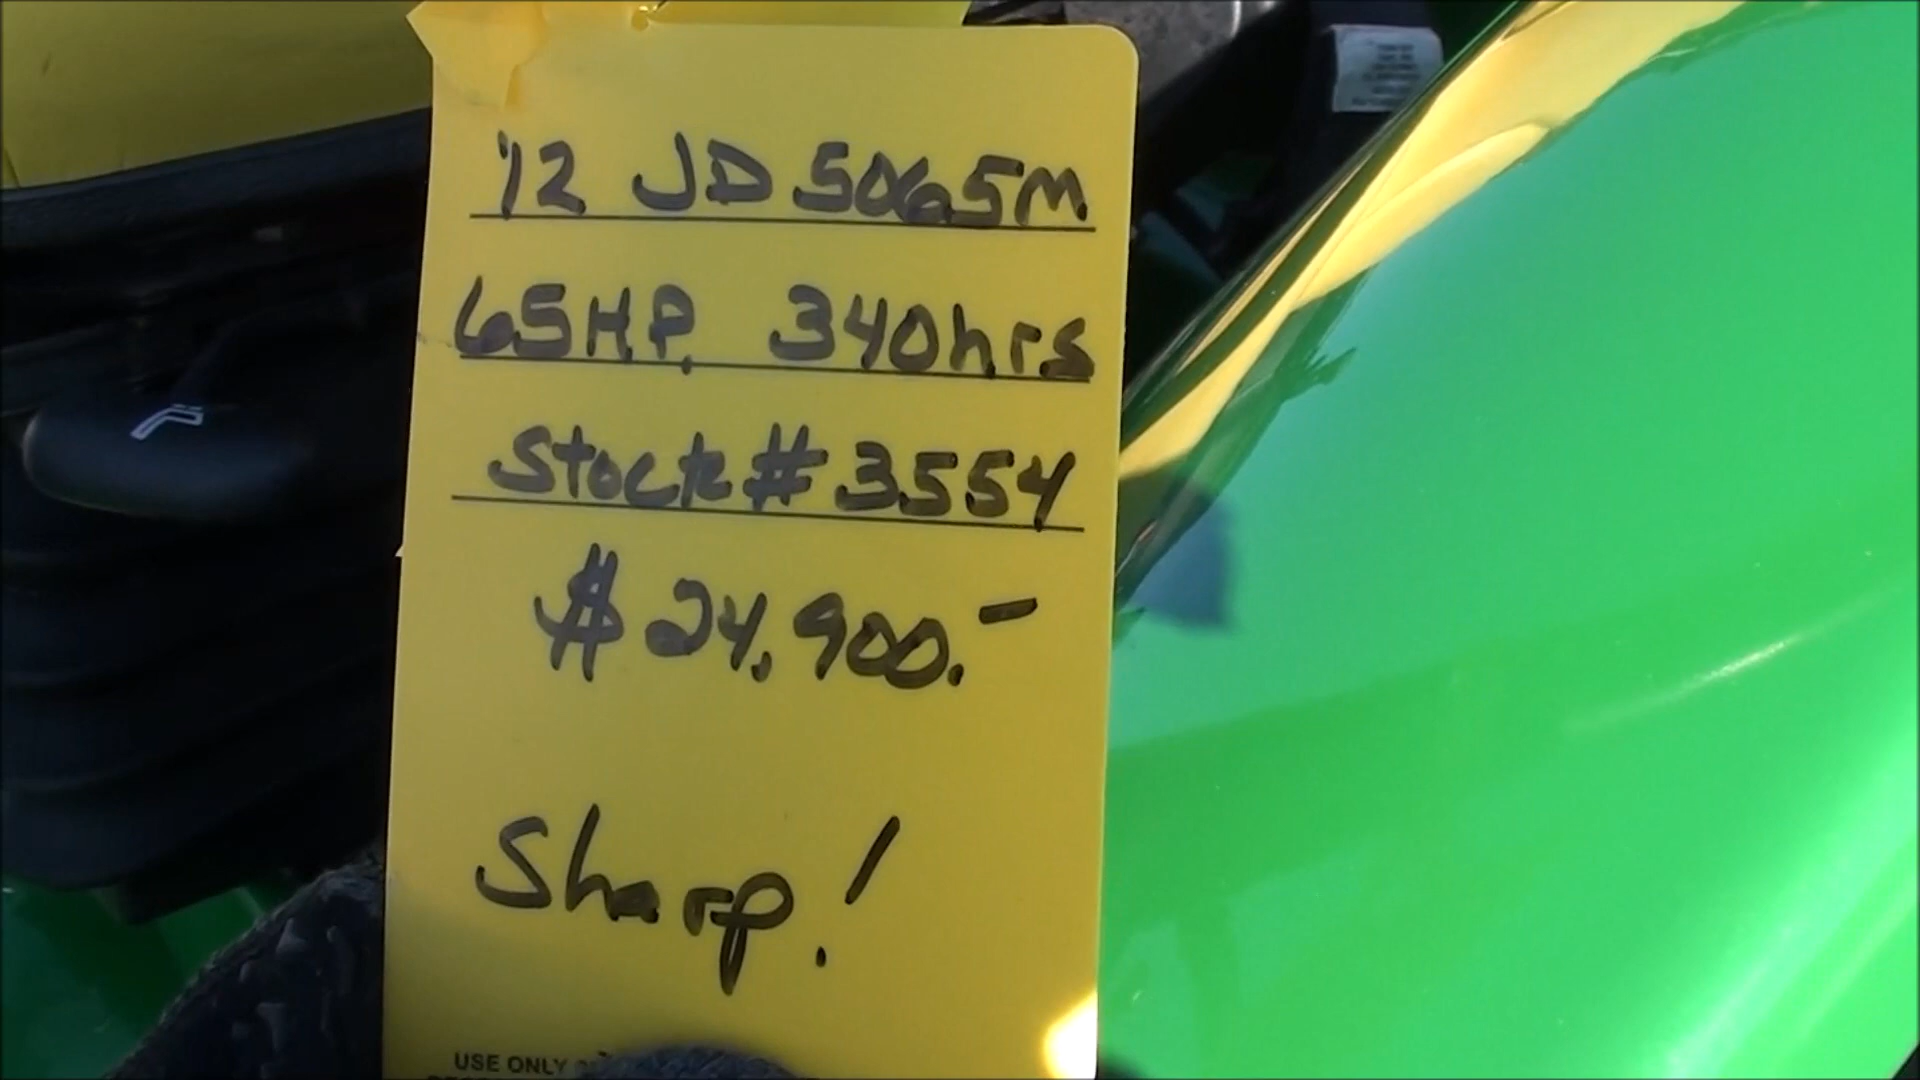 '12 JD 5065M
65H.P. 340hrs
Stock# 3554
$24,900.-
Sharp!
USE ONLY